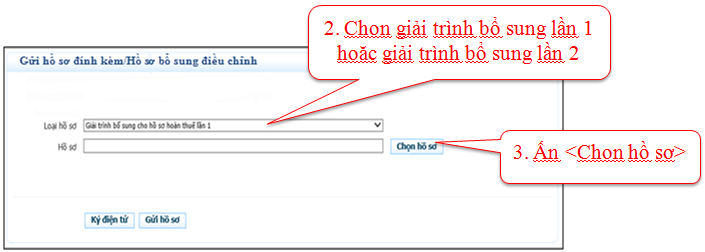 2. Chọn giải trình bổ sung lần 1
hoặc giải trình bổ sung lần 2
Gửi hồ sơ đính kèm/Hồ sơ bổ sung điều chỉnh
Loại hồ sơ Giải trình bổ sung cho hồ sơ hoàn thuế lần 1
Hồ sơ Chọn hồ sơ
3. Ấn <Chọn hồ sơ>
Ký điện tử Gửi hồ sơ